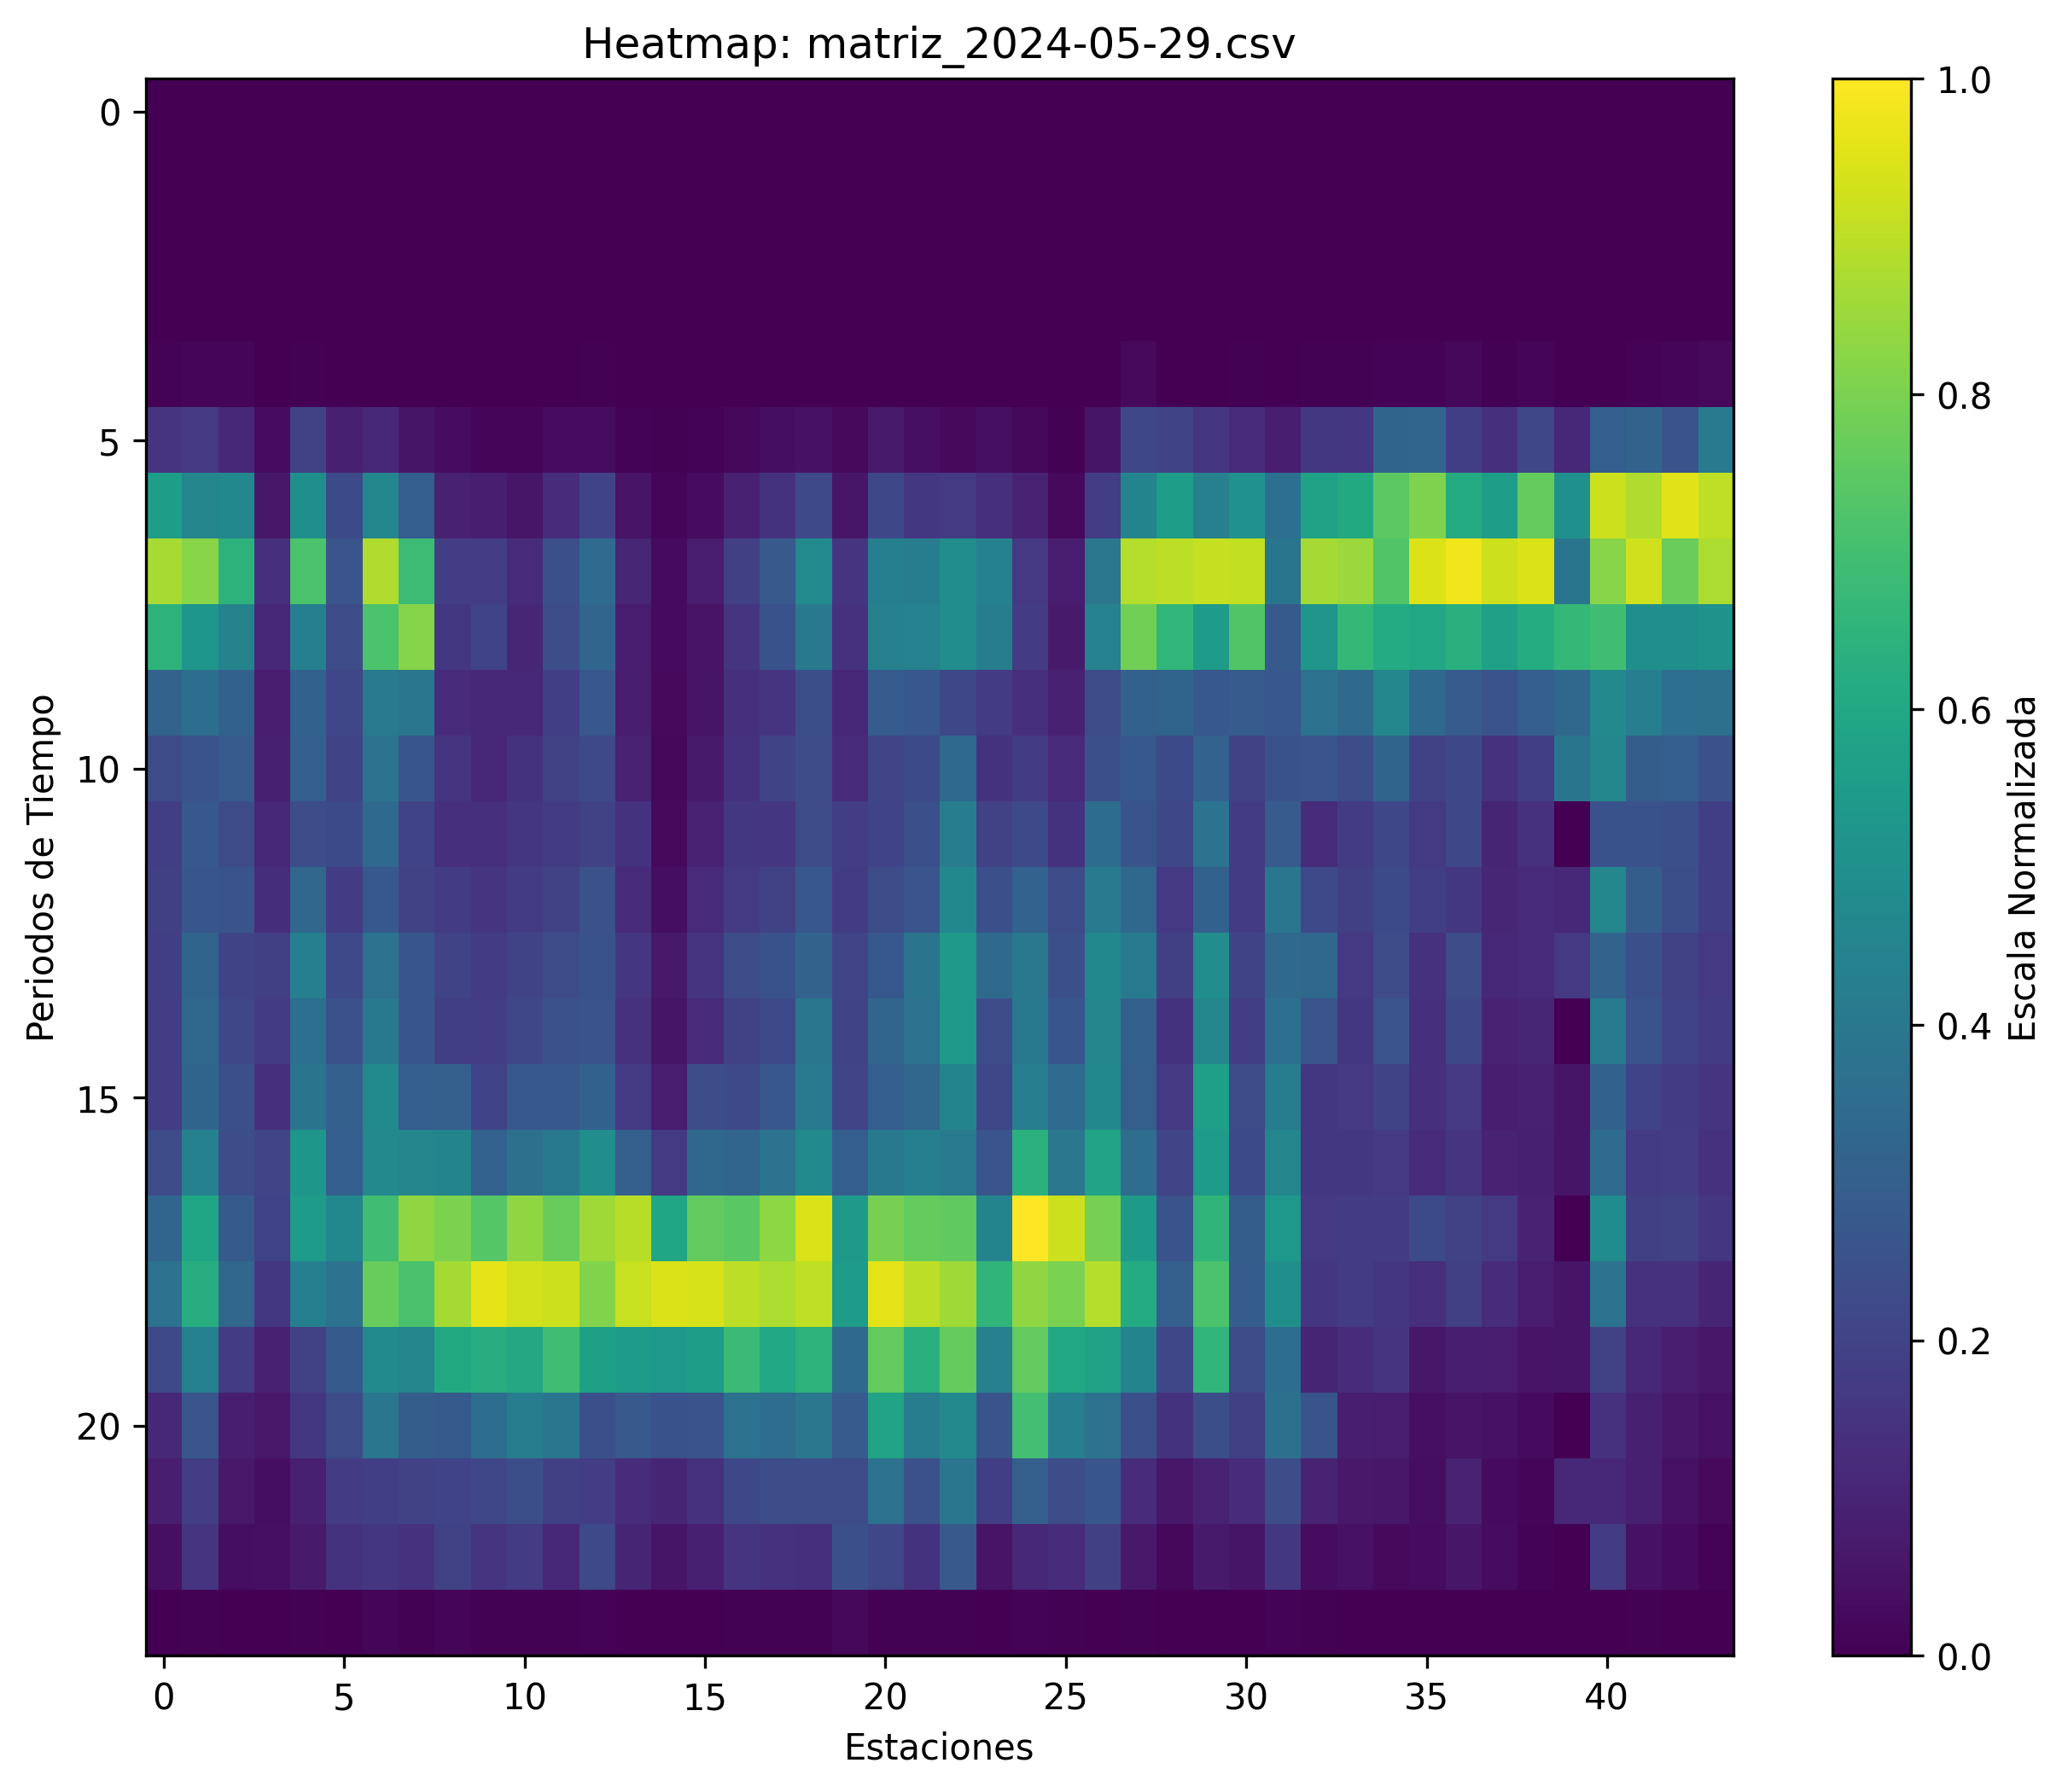 Heatmap: matriz_2024-05-29.csv
Periodos de Tiempo
0
5
10
15
20
0 5 10 15 20 25 30 35 40
Estaciones
1.0
0.8
0.6
0.4
0.2
0.0
Escala Normalizada